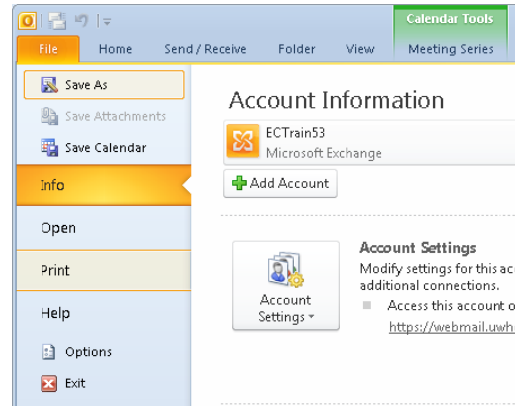 Calendar Tools
File Home Send / Receive Folder View Meeting Series
Save As
Save Attachments
Save Calendar
Info
Open
Print
Help
Options
Exit
Account Information
ECTrain53
Microsoft Exchange
Add Account
Account Settings
Account Settings
Modify settings for this ac
additional connections.
Access this account o
https://webmail.uwh